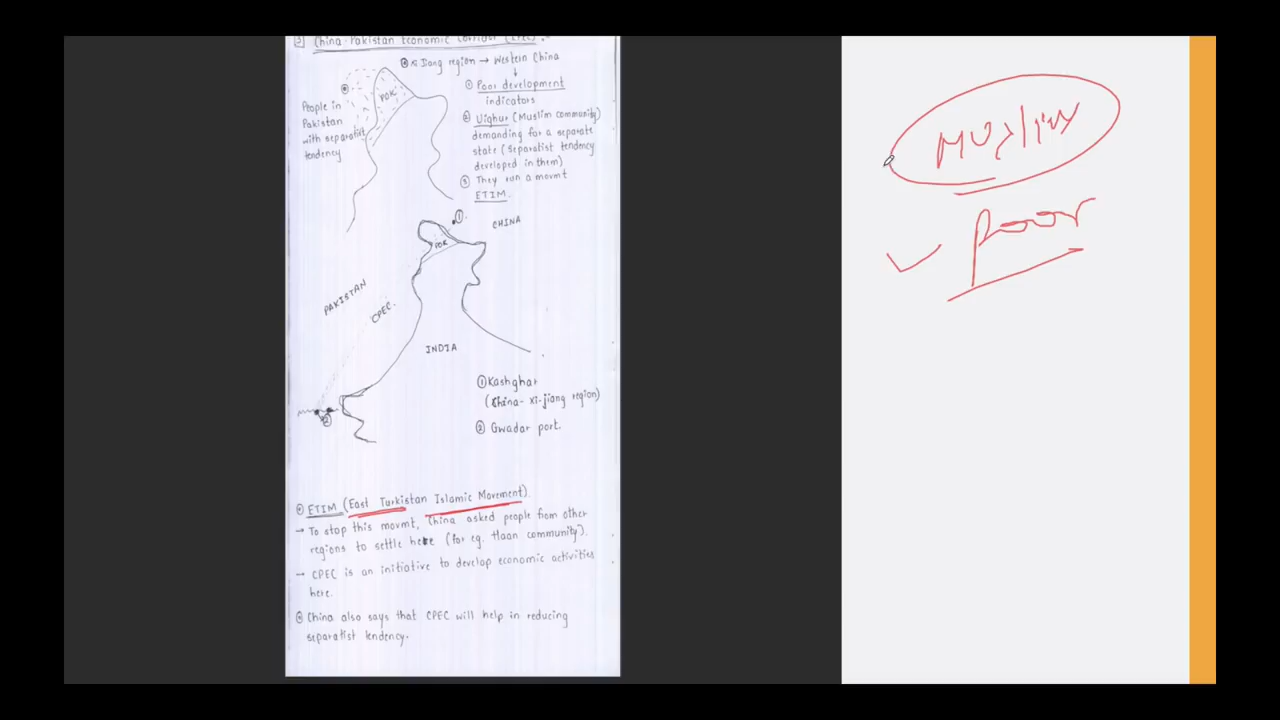 3 China-Pakistan Economic Corridor (CPEC) :-
Xi Jiang region → Western China
↓
① Poor development
indicators
② Uighur (Muslim community)
demanding for a separate
state (Separatist tendency
developed in them)
③ They run a movmt
ETIM.
People in
Pakistan
with separatist
tendency
POK
①
CHINA
POK
PAKISTAN
CPEC.
INDIA
②
① Kashghar
(China- Xi-jiang region)
② Gwadar port.
ETIM (East Turkistan Islamic Movement)
→ To stop this movmt, China asked people from other
regions to settle here (for eg. Haan community).
→ CPEC is an initiative to develop economic activities
here.
China also says that CPEC will help in reducing
separatist tendency.
Muslim
Poor